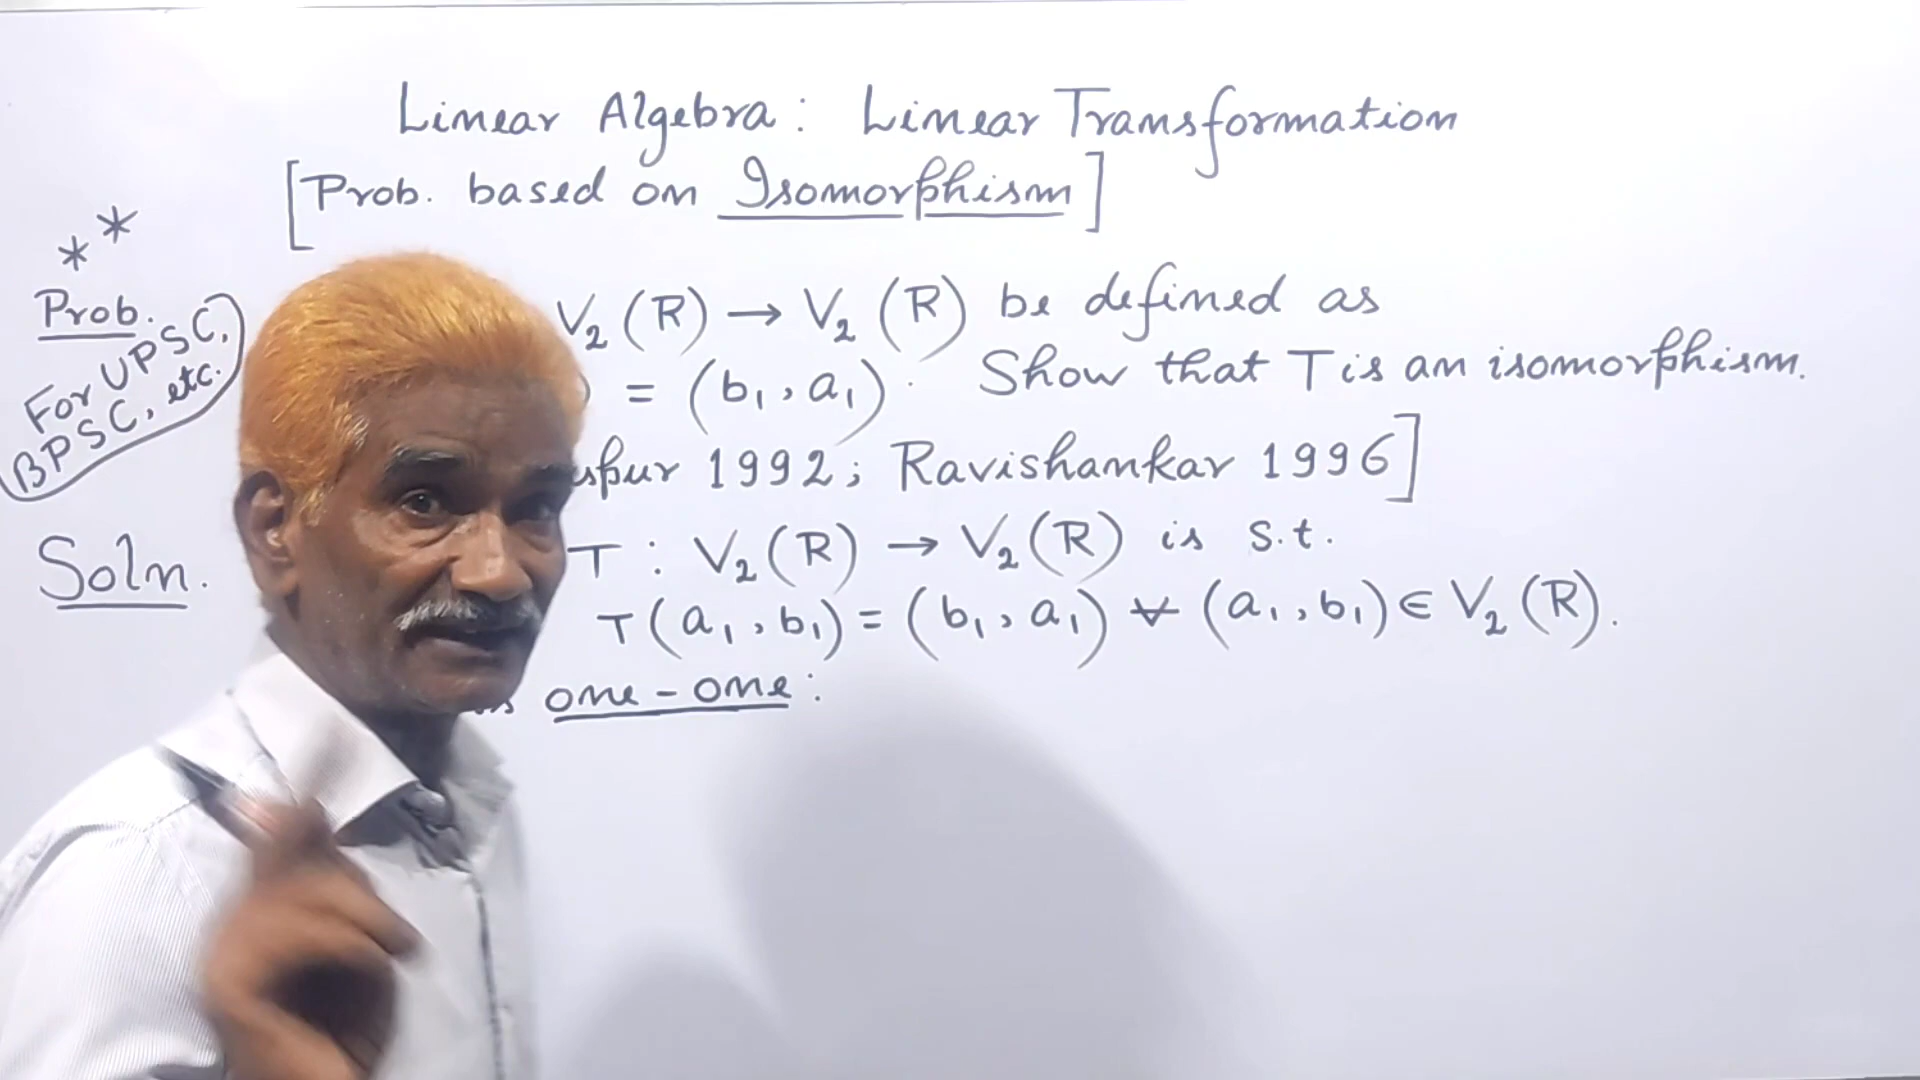 Linear Algebra: Linear Transformation
[Prob. based on Isomorphism]
**
Prob.
For UPSC,
BPSC, etc.
V₂(R) → V₂(R) be defined as
) = (b₁, a₁). Show that T is an isomorphism.
1992; Ravishankar 1996]
Soln.
T : V₂(R) → V₂(R) is s.t.
T(a₁, b₁) = (b₁, a₁) ∀ (a₁, b₁) ∈ V₂(R).
one-one: